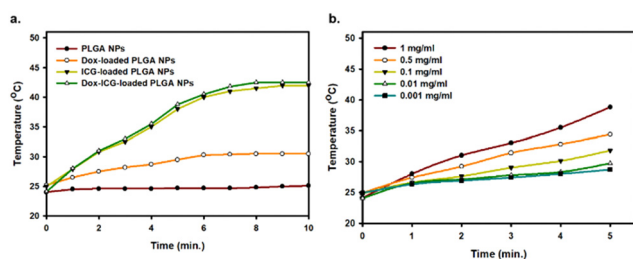 a.
45
40
35
30
25
20
Temperature (°C)
PLGA NPs
Dox-loaded PLGA NPs
ICG-loaded PLGA NPs
Dox-ICG-loaded PLGA NPs
0 2 4 6 8 10
Time (min.)
b.
45
40
35
30
25
20
Temperature (°C)
1 mg/ml
0.5 mg/ml
0.1 mg/ml
0.01 mg/ml
0.001 mg/ml
0 1 2 3 4 5
Time (min.)